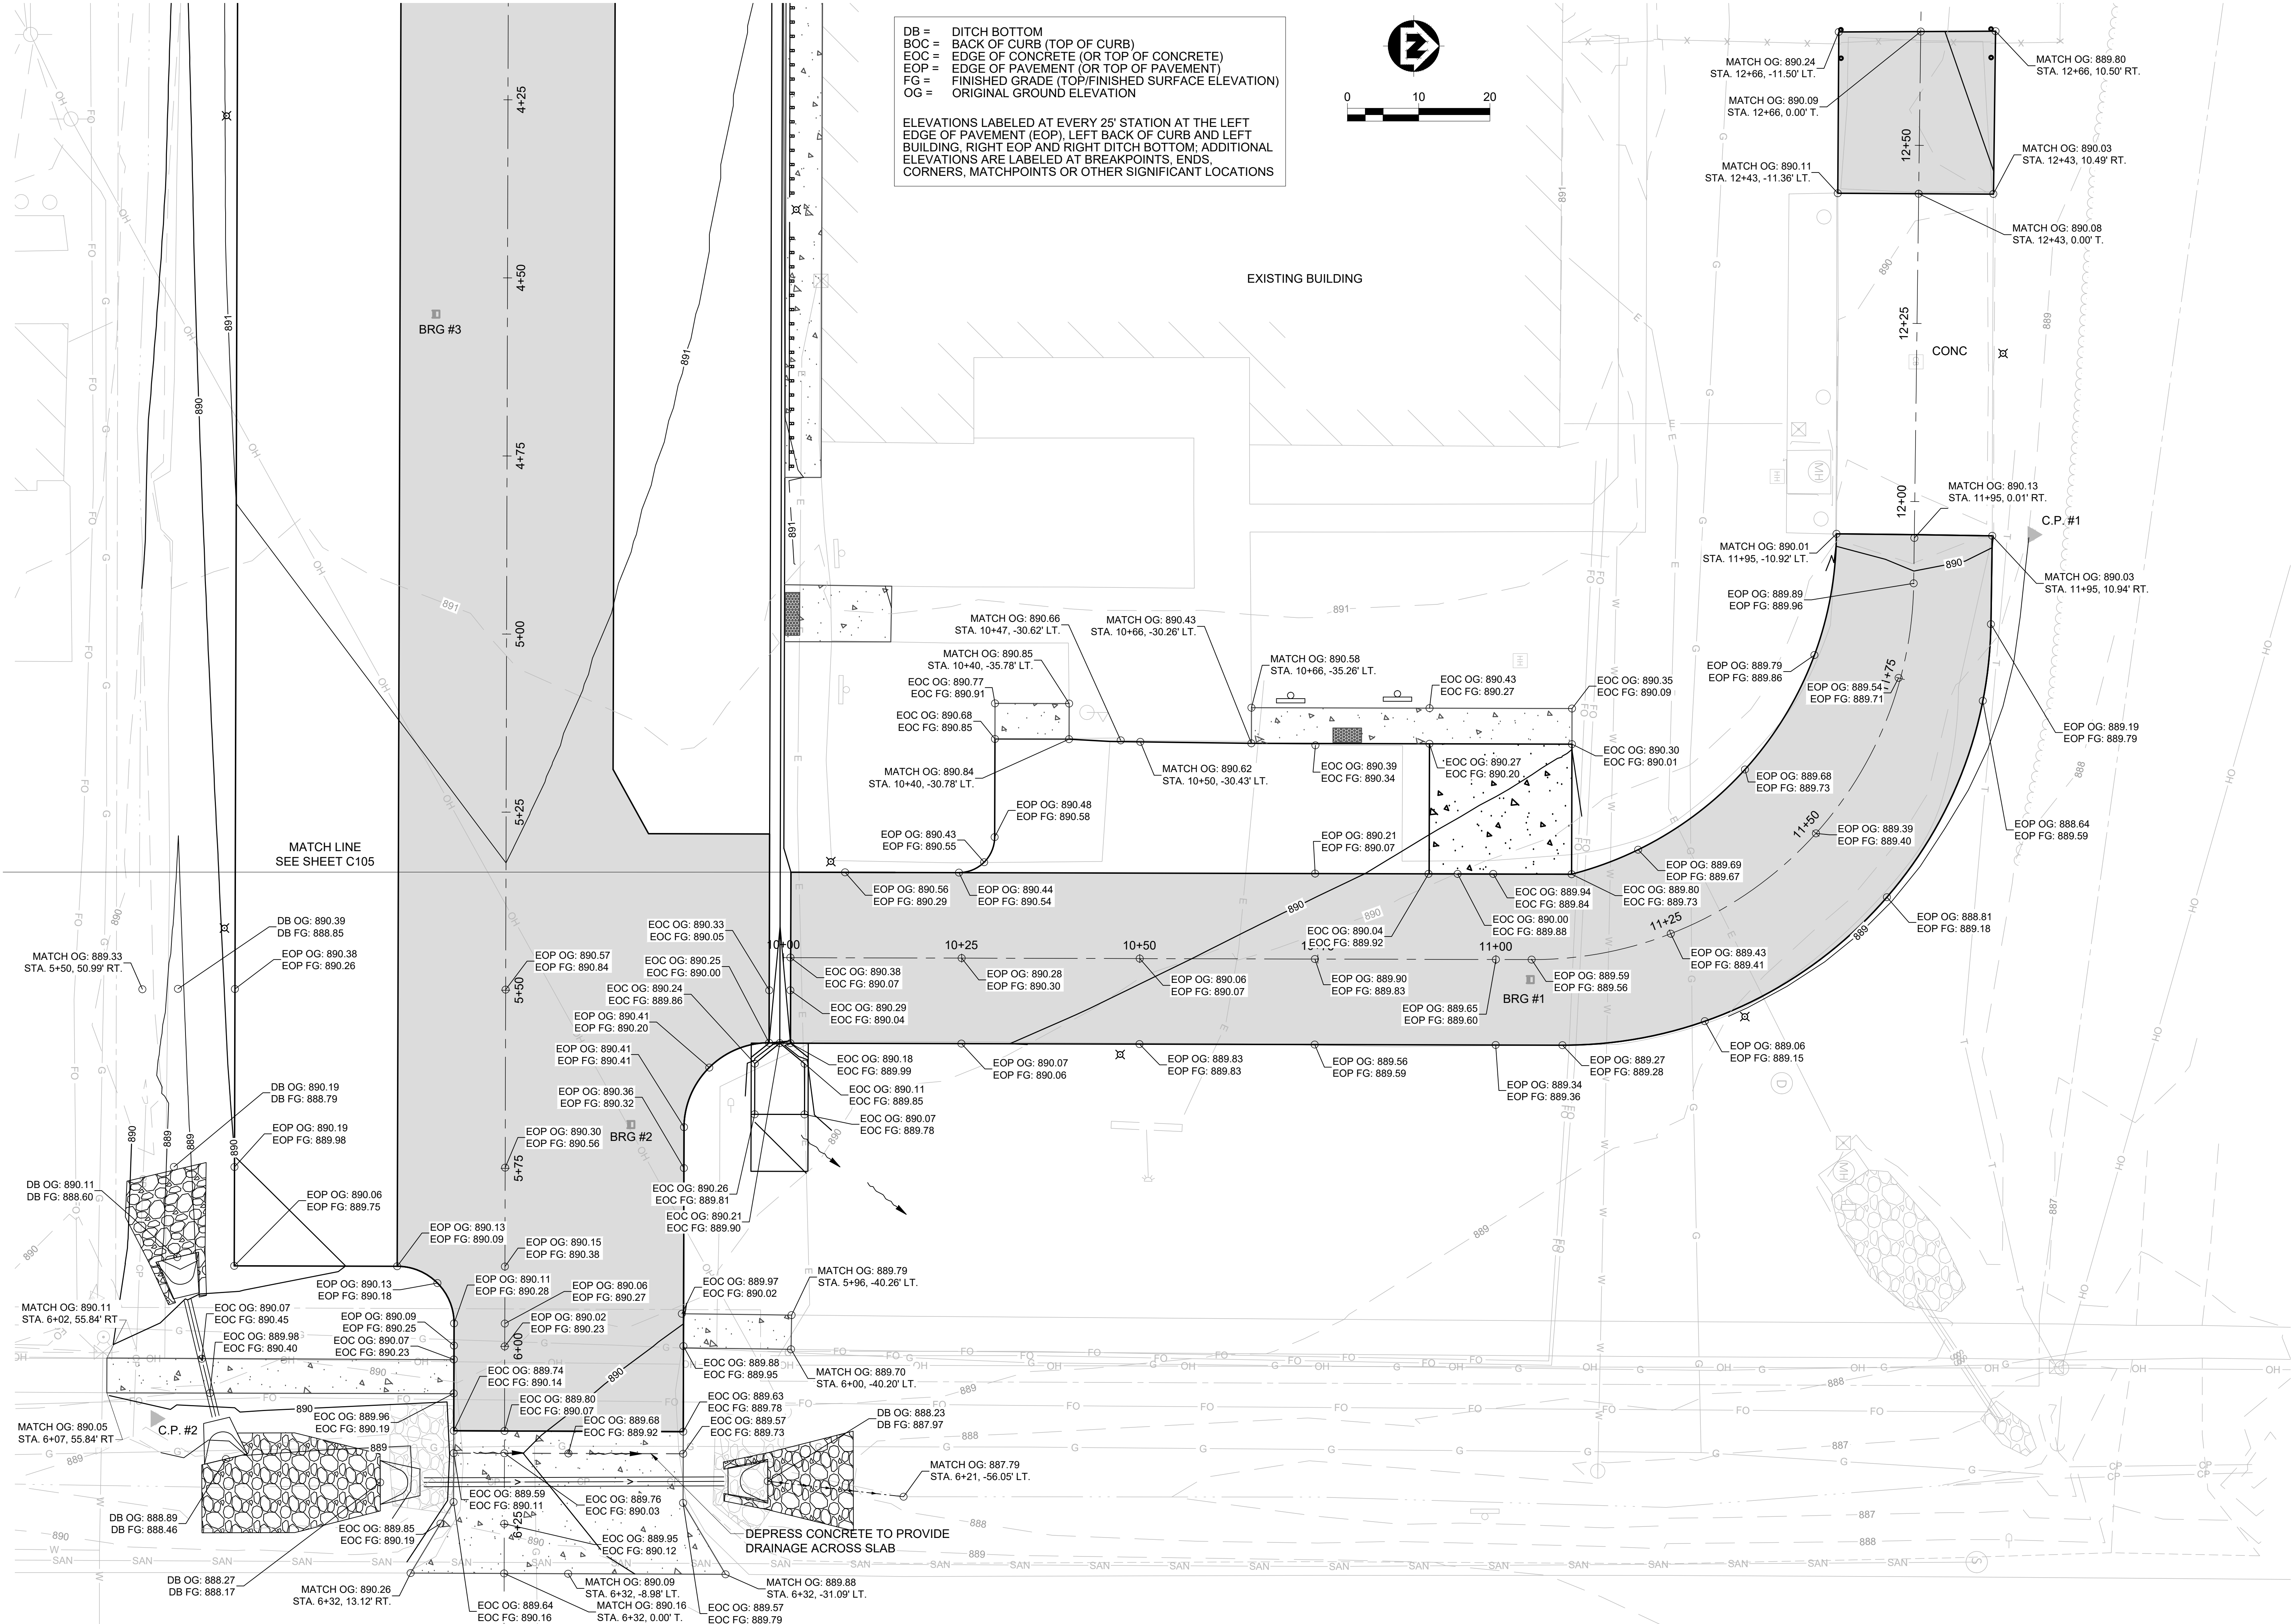 DB = DITCH BOTTOM
BOC = BACK OF CURB (TOP OF CURB)
EOC = EDGE OF CONCRETE (OR TOP OF CONCRETE)
EOP = EDGE OF PAVEMENT (OR TOP OF PAVEMENT)
FG = FINISHED GRADE (TOP/FINISHED SURFACE ELEVATION)
OG = ORIGINAL GROUND ELEVATION
ELEVATIONS LABELED AT EVERY 25' STATION AT THE LEFT
EDGE OF PAVEMENT (EOP), LEFT BACK OF CURB AND LEFT
BUILDING, RIGHT EOP AND RIGHT DITCH BOTTOM; ADDITIONAL
ELEVATIONS ARE LABELED AT BREAKPOINTS, ENDS,
CORNERS, MATCHPOINTS OR OTHER SIGNIFICANT LOCATIONS
0 10 20
MATCH OG: 890.24
STA. 12+66, -11.50' LT.
MATCH OG: 890.09
STA. 12+66, 0.00' T.
MATCH OG: 889.80
STA. 12+66, 10.50' RT.
MATCH OG: 890.03
STA. 12+43, 10.49' RT.
MATCH OG: 890.11
STA. 12+43, -11.36' LT.
MATCH OG: 890.08
STA. 12+43, 0.00' T.
12+50
12+25
12+00
CONC
EXISTING BUILDING
4+25
4+50
4+75
5+00
5+25
5+50
5+75
6+00
6+25
BRG #3
891
891
890
891
891
891
891
890
889
MATCH OG: 890.13
STA. 11+95, 0.01' RT.
C.P. #1
MATCH OG: 890.01
STA. 11+95, -10.92' LT.
890
MATCH OG: 890.03
STA. 11+95, 10.94' RT.
EOP OG: 889.89
EOP FG: 889.96
EOP OG: 889.79
EOP FG: 889.86
EOP OG: 889.54
EOP FG: 889.71
11+75
EOP OG: 889.19
EOP FG: 889.79
EOP OG: 889.68
EOP FG: 889.73
11+50
EOP OG: 889.39
EOP FG: 889.40
EOP OG: 888.64
EOP FG: 889.59
EOP OG: 889.69
EOP FG: 889.67
EOC OG: 889.80
EOC FG: 889.73
11+25
EOP OG: 888.81
EOP FG: 889.18
889
EOP OG: 889.43
EOP FG: 889.41
EOP OG: 889.06
EOP FG: 889.15
MATCH OG: 890.66
STA. 10+47, -30.62' LT.
MATCH OG: 890.43
STA. 10+66, -30.26' LT.
MATCH OG: 890.85
STA. 10+40, -35.78' LT.
MATCH OG: 890.58
STA. 10+66, -35.26' LT.
EOC OG: 890.77
EOC FG: 890.91
EOC OG: 890.43
EOC FG: 890.27
EOC OG: 890.35
EOC FG: 890.09
EOC OG: 890.68
EOC FG: 890.85
EOC OG: 890.30
EOC FG: 890.01
MATCH OG: 890.84
STA. 10+40, -30.78' LT.
MATCH OG: 890.62
STA. 10+50, -30.43' LT.
EOC OG: 890.39
EOC FG: 890.34
EOC OG: 890.27
EOC FG: 890.20
EOP OG: 890.48
EOP FG: 890.58
EOP OG: 890.43
EOP FG: 890.55
EOP OG: 890.21
EOP FG: 890.07
EOP OG: 890.56
EOP FG: 890.29
EOP OG: 890.44
EOP FG: 890.54
EOC OG: 889.94
EOC FG: 889.84
EOC OG: 890.00
EOC FG: 889.88
EOC OG: 890.04
EOC FG: 889.92
890
890
10+00
10+25
10+50
11+00
EOC OG: 890.33
EOC FG: 890.05
EOC OG: 890.25
EOC FG: 890.00
EOC OG: 890.24
EOC FG: 889.86
EOC OG: 890.38
EOC FG: 890.07
EOP OG: 890.28
EOP FG: 890.30
EOP OG: 890.06
EOP FG: 890.07
EOP OG: 889.90
EOP FG: 889.83
EOP OG: 889.59
EOP FG: 889.56
BRG #1
EOP OG: 889.65
EOP FG: 889.60
EOC OG: 890.29
EOC FG: 890.04
EOC OG: 890.18
EOC FG: 889.99
EOP OG: 890.07
EOP FG: 890.06
EOP OG: 889.83
EOP FG: 889.83
EOP OG: 889.56
EOP FG: 889.59
EOP OG: 889.34
EOP FG: 889.36
EOP OG: 889.27
EOP FG: 889.28
EOC OG: 890.11
EOC FG: 889.85
EOC OG: 890.07
EOC FG: 889.78
MATCH LINE
SEE SHEET C105
DB OG: 890.39
DB FG: 888.85
MATCH OG: 889.33
STA. 5+50, 50.99' RT.
EOP OG: 890.38
EOP FG: 890.26
EOP OG: 890.57
EOP FG: 890.84
EOP OG: 890.41
EOP FG: 890.20
EOP OG: 890.41
EOP FG: 890.41
EOP OG: 890.36
EOP FG: 890.32
BRG #2
DB OG: 890.19
DB FG: 888.79
EOP OG: 890.19
EOP FG: 889.98
EOP OG: 890.30
EOP FG: 890.56
DB OG: 890.11
DB FG: 888.60
EOP OG: 890.06
EOP FG: 889.75
EOC OG: 890.26
EOC FG: 889.81
EOC OG: 890.21
EOC FG: 889.90
EOP OG: 890.13
EOP FG: 890.09
EOP OG: 890.15
EOP FG: 890.38
EOP OG: 890.13
EOP FG: 890.18
EOP OG: 890.11
EOP FG: 890.28
EOP OG: 890.06
EOP FG: 890.27
EOC OG: 889.97
EOC FG: 890.02
MATCH OG: 889.79
STA. 5+96, -40.26' LT.
MATCH OG: 890.11
STA. 6+02, 55.84' RT
EOC OG: 890.07
EOC FG: 890.45
EOP OG: 890.09
EOP FG: 890.25
EOP OG: 890.02
EOP FG: 890.23
EOC OG: 889.98
EOC FG: 890.40
EOC OG: 890.07
EOC FG: 890.23
EOC OG: 889.74
EOC FG: 890.14
EOC OG: 889.88
EOC FG: 889.95
MATCH OG: 889.70
STA. 6+00, -40.20' LT.
EOC OG: 889.80
EOC FG: 890.07
EOC OG: 889.63
EOC FG: 889.78
EOC OG: 889.96
EOC FG: 890.19
EOC OG: 889.68
EOC FG: 889.92
EOC OG: 889.57
EOC FG: 889.73
MATCH OG: 890.05
STA. 6+07, 55.84' RT
C.P. #2
DB OG: 888.23
DB FG: 887.97
MATCH OG: 887.79
STA. 6+21, -56.05' LT.
EOC OG: 889.59
EOC FG: 890.11
EOC OG: 889.76
EOC FG: 890.03
DB OG: 888.89
DB FG: 888.46
EOC OG: 889.85
EOC FG: 890.19
EOC OG: 889.95
EOC FG: 890.12
DEPRESS CONCRETE TO PROVIDE
DRAINAGE ACROSS SLAB
DB OG: 888.27
DB FG: 888.17
MATCH OG: 890.26
STA. 6+32, 13.12' RT.
MATCH OG: 890.09
STA. 6+32, -8.98' LT.
MATCH OG: 889.88
STA. 6+32, -31.09' LT.
EOC OG: 889.64
EOC FG: 890.16
MATCH OG: 890.16
STA. 6+32, 0.00' T.
EOC OG: 889.57
EOC FG: 889.79